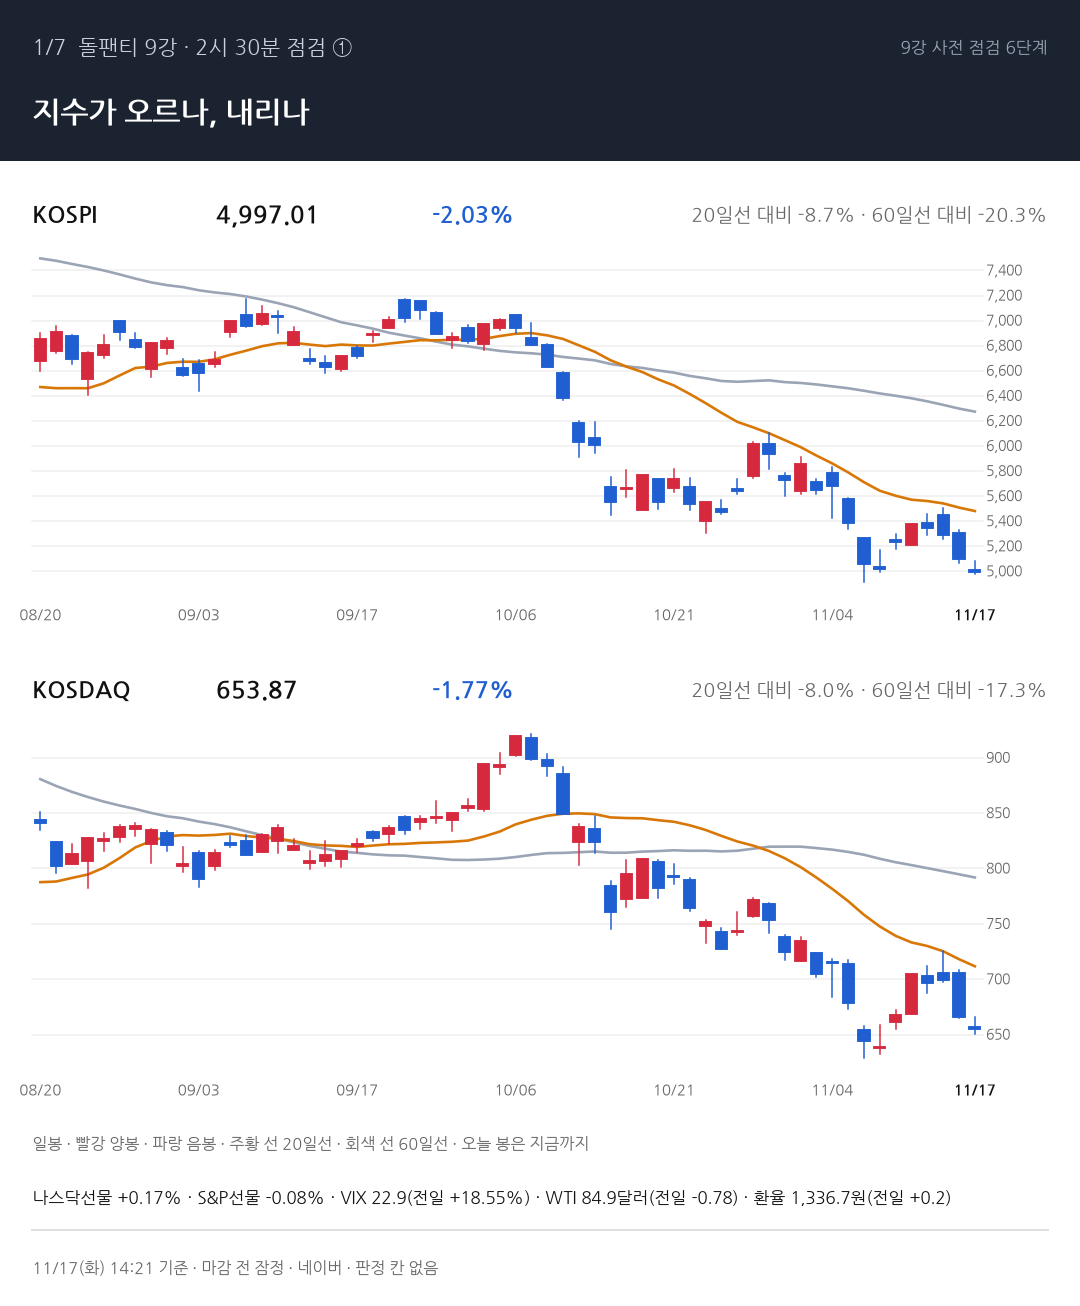 1/7 돌팬티 9강 · 2시 30분 점검 ①
9강 사전 점검 6단계
지수가 오르나, 내리나
KOSPI 4,997.01 -2.03% 20일선 대비 -8.7% · 60일선 대비 -20.3%
7,400
7,200
7,000
6,800
6,600
6,400
6,200
6,000
5,800
5,600
5,400
5,200
5,000
08/20 09/03 09/17 10/06 10/21 11/04 11/17
KOSDAQ 653.87 -1.77% 20일선 대비 -8.0% · 60일선 대비 -17.3%
900
850
800
750
700
650
08/20 09/03 09/17 10/06 10/21 11/04 11/17
일봉 · 빨강 양봉 · 파랑 음봉 · 주황 선 20일선 · 회색 선 60일선 · 오늘 봉은 지금까지
나스닥선물 +0.17% · S&P선물 -0.08% · VIX 22.9(전일 +18.55%) · WTI 84.9달러(전일 -0.78) · 환율 1,336.7원(전일 +0.2)
11/17(화) 14:21 기준 · 마감 전 잠정 · 네이버 · 판정 칸 없음